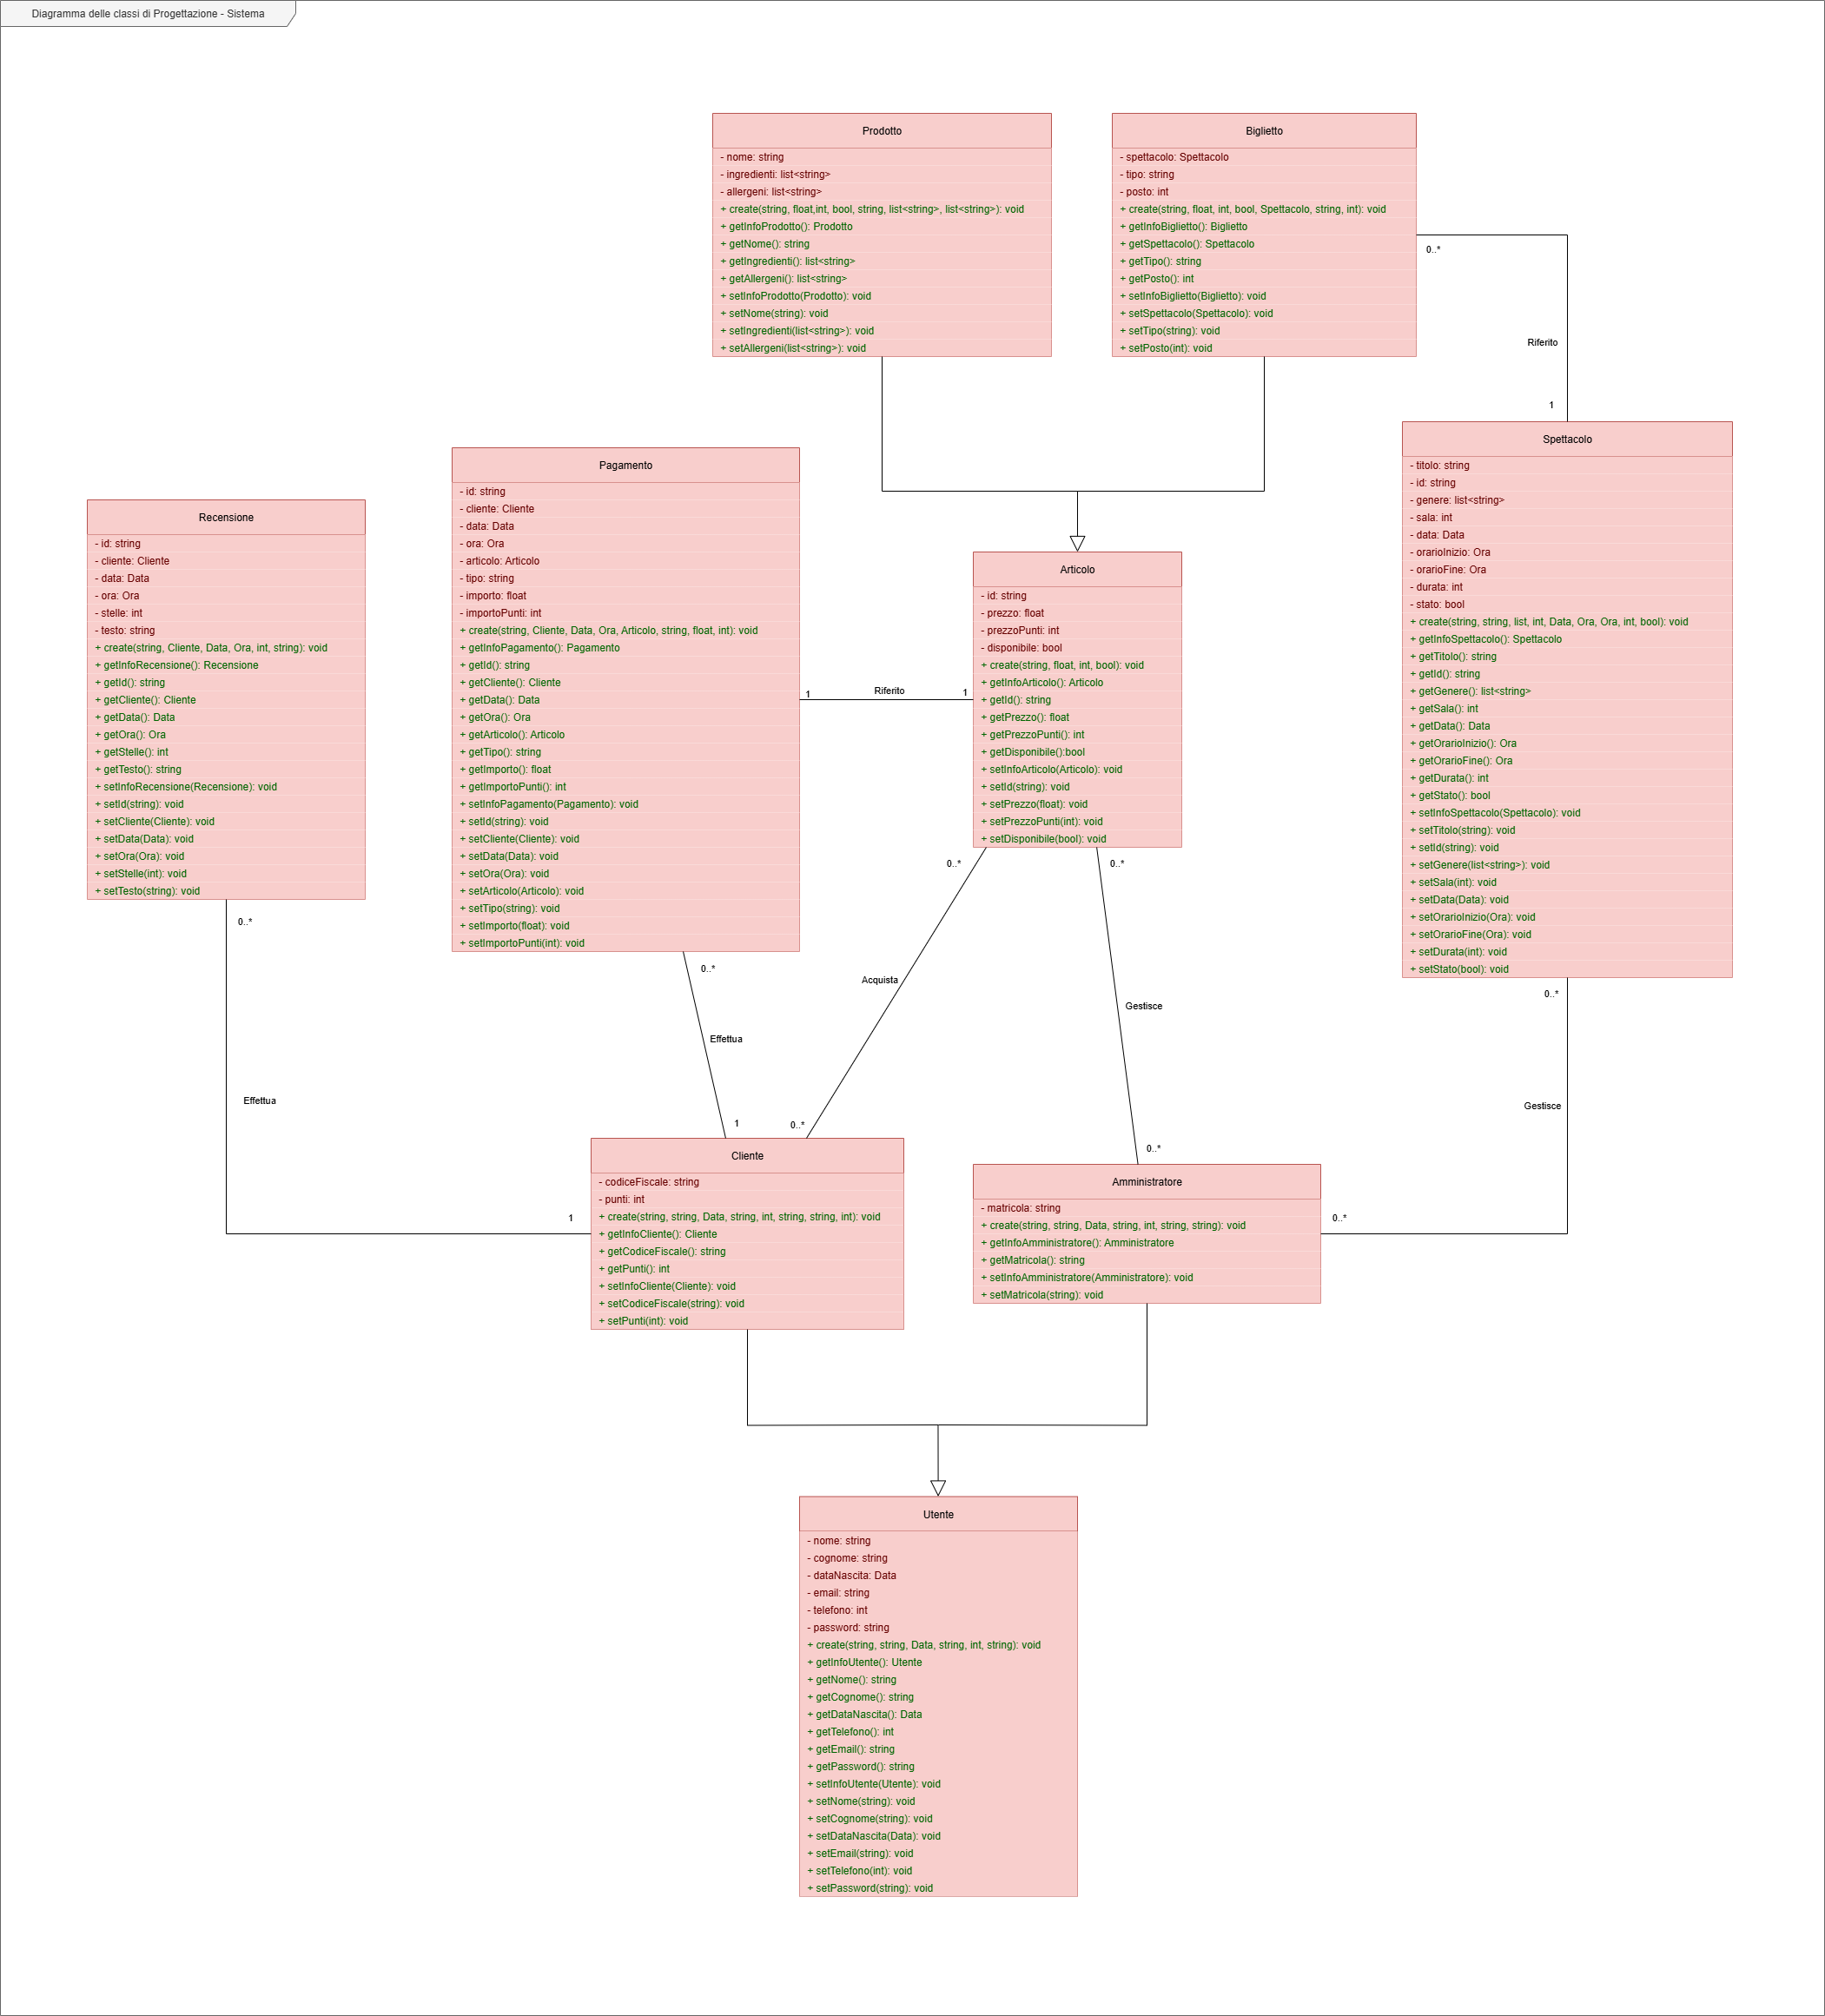 Diagramma delle classi di Progettazione - Sistema
Prodotto
- nome: string
- ingredienti: list<string>
- allergeni: list<string>
+ create(string, float,int, bool, string, list<string>, list<string>): void
+ getInfoProdotto(): Prodotto
+ getNome(): string
+ getIngredienti(): list<string>
+ getAllergeni(): list<string>
+ setInfoProdotto(Prodotto): void
+ setNome(string): void
+ setIngredienti(list<string>): void
+ setAllergeni(list<string>): void
Biglietto
- spettacolo: Spettacolo
- tipo: string
- posto: int
+ create(string, float, int, bool, Spettacolo, string, int): void
+ getInfoBiglietto(): Biglietto
+ getSpettacolo(): Spettacolo
+ getTipo(): string
+ getPosto(): int
+ setInfoBiglietto(Biglietto): void
+ setSpettacolo(Spettacolo): void
+ setTipo(string): void
+ setPosto(int): void
0..*
Riferito
1
Spettacolo
- titolo: string
- id: string
- genere: list<string>
- sala: int
- data: Data
- orarioInizio: Ora
- orarioFine: Ora
- durata: int
- stato: bool
+ create(string, string, list, int, Data, Ora, Ora, int, bool): void
+ getInfoSpettacolo(): Spettacolo
+ getTitolo(): string
+ getId(): string
+ getGenere(): list<string>
+ getSala(): int
+ getData(): Data
+ getOrarioInizio(): Ora
+ getOrarioFine(): Ora
+ getDurata(): int
+ getStato(): bool
+ setInfoSpettacolo(Spettacolo): void
+ setTitolo(string): void
+ setId(string): void
+ setGenere(list<string>): void
+ setSala(int): void
+ setData(Data): void
+ setOrarioInizio(Ora): void
+ setOrarioFine(Ora): void
+ setDurata(int): void
+ setStato(bool): void
Pagamento
- id: string
- cliente: Cliente
- data: Data
- ora: Ora
- articolo: Articolo
- tipo: string
- importo: float
- importoPunti: int
+ create(string, Cliente, Data, Ora, Articolo, string, float, int): void
+ getInfoPagamento(): Pagamento
+ getId(): string
+ getCliente(): Cliente
+ getData(): Data
+ getOra(): Ora
+ getArticolo(): Articolo
+ getTipo(): string
+ getImporto(): float
+ getImportoPunti(): int
+ setInfoPagamento(Pagamento): void
+ setId(string): void
+ setCliente(Cliente): void
+ setData(Data): void
+ setOra(Ora): void
+ setArticolo(Articolo): void
+ setTipo(string): void
+ setImporto(float): void
+ setImportoPunti(int): void
Recensione
- id: string
- cliente: Cliente
- data: Data
- ora: Ora
- stelle: int
- testo: string
+ create(string, Cliente, Data, Ora, int, string): void
+ getInfoRecensione(): Recensione
+ getId(): string
+ getCliente(): Cliente
+ getData(): Data
+ getOra(): Ora
+ getStelle(): int
+ getTesto(): string
+ setInfoRecensione(Recensione): void
+ setId(string): void
+ setCliente(Cliente): void
+ setData(Data): void
+ setOra(Ora): void
+ setStelle(int): void
+ setTesto(string): void
Articolo
- id: string
- prezzo: float
- prezzoPunti: int
- disponibile: bool
+ create(string, float, int, bool): void
+ getInfoArticolo(): Articolo
+ getId(): string
+ getPrezzo(): float
+ getPrezzoPunti(): int
+ getDisponibile():bool
+ setInfoArticolo(Articolo): void
+ setId(string): void
+ setPrezzo(float): void
+ setPrezzoPunti(int): void
+ setDisponibile(bool): void
1
Riferito
1
0..*
0..*
0..*
0..*
0..*
Acquista
Gestisce
Effettua
Effettua
Gestisce
1
0..*
0..*
1
0..*
Cliente
- codiceFiscale: string
- punti: int
+ create(string, string, Data, string, int, string, string, int): void
+ getInfoCliente(): Cliente
+ getCodiceFiscale(): string
+ getPunti(): int
+ setInfoCliente(Cliente): void
+ setCodiceFiscale(string): void
+ setPunti(int): void
Amministratore
- matricola: string
+ create(string, string, Data, string, int, string, string): void
+ getInfoAmministratore(): Amministratore
+ getMatricola(): string
+ setInfoAmministratore(Amministratore): void
+ setMatricola(string): void
Utente
- nome: string
- cognome: string
- dataNascita: Data
- email: string
- telefono: int
- password: string
+ create(string, string, Data, string, int, string): void
+ getInfoUtente(): Utente
+ getNome(): string
+ getCognome(): string
+ getDataNascita(): Data
+ getTelefono(): int
+ getEmail(): string
+ getPassword(): string
+ setInfoUtente(Utente): void
+ setNome(string): void
+ setCognome(string): void
+ setDataNascita(Data): void
+ setEmail(string): void
+ setTelefono(int): void
+ setPassword(string): void